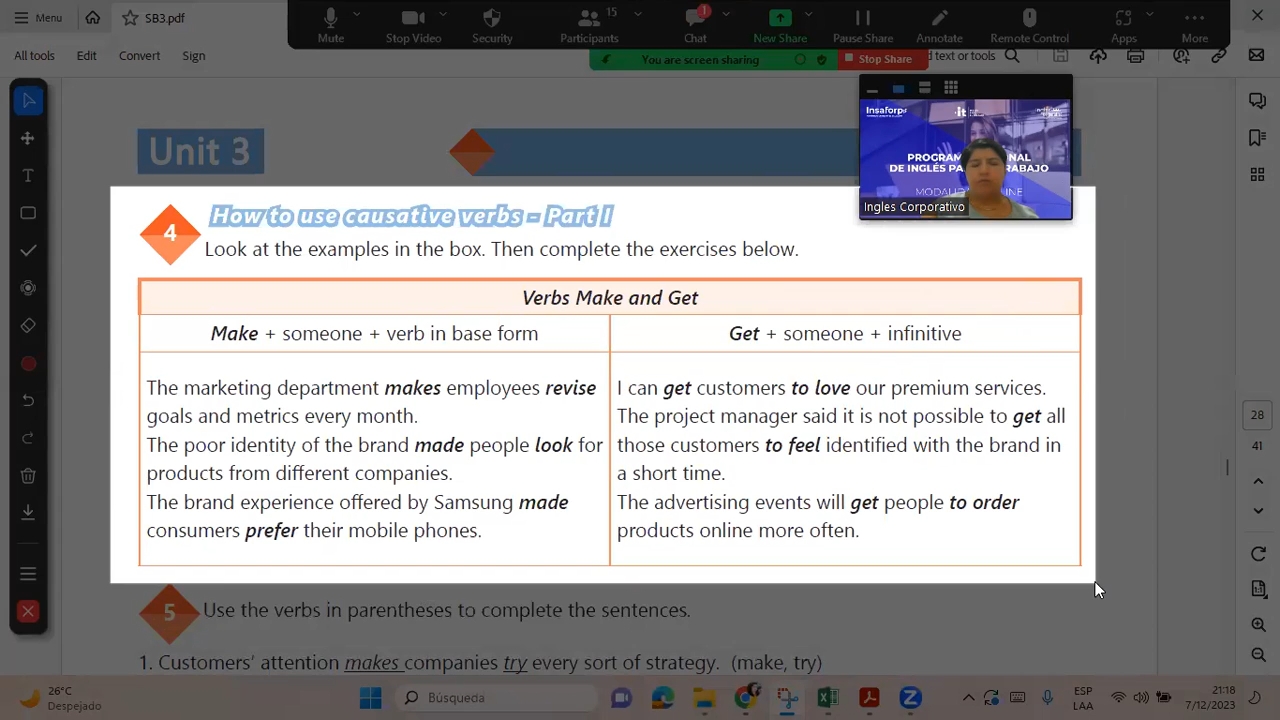 Menu
SB3.pdf
Mute
Stop Video
Security
15
Participants
1
Chat
New Share
Pause Share
Annotate
Remote Control
Apps
More
All tools
Edit
Convert
Sign
You are screen sharing
Stop Share
d text or tools
Unit 3
Insaforp
DE INGLÉS PA
Ingles Corporativo
4
How to use causative verbs - Part I
Look at the examples in the box. Then complete the exercises below.
Verbs Make and Get
Make + someone + verb in base form
Get + someone + infinitive
The marketing department makes employees revise
goals and metrics every month.
The poor identity of the brand made people look for
products from different companies.
The brand experience offered by Samsung made
consumers prefer their mobile phones.
I can get customers to love our premium services.
The project manager said it is not possible to get all
those customers to feel identified with the brand in
a short time.
The advertising events will get people to order
products online more often.
5
Use the verbs in parentheses to complete the sentences.
1. Customers' attention makes companies try every sort of strategy. (make, try)
28
41
26°C
Despejado
Búsqueda
ESP
LAA
21:18
7/12/2023